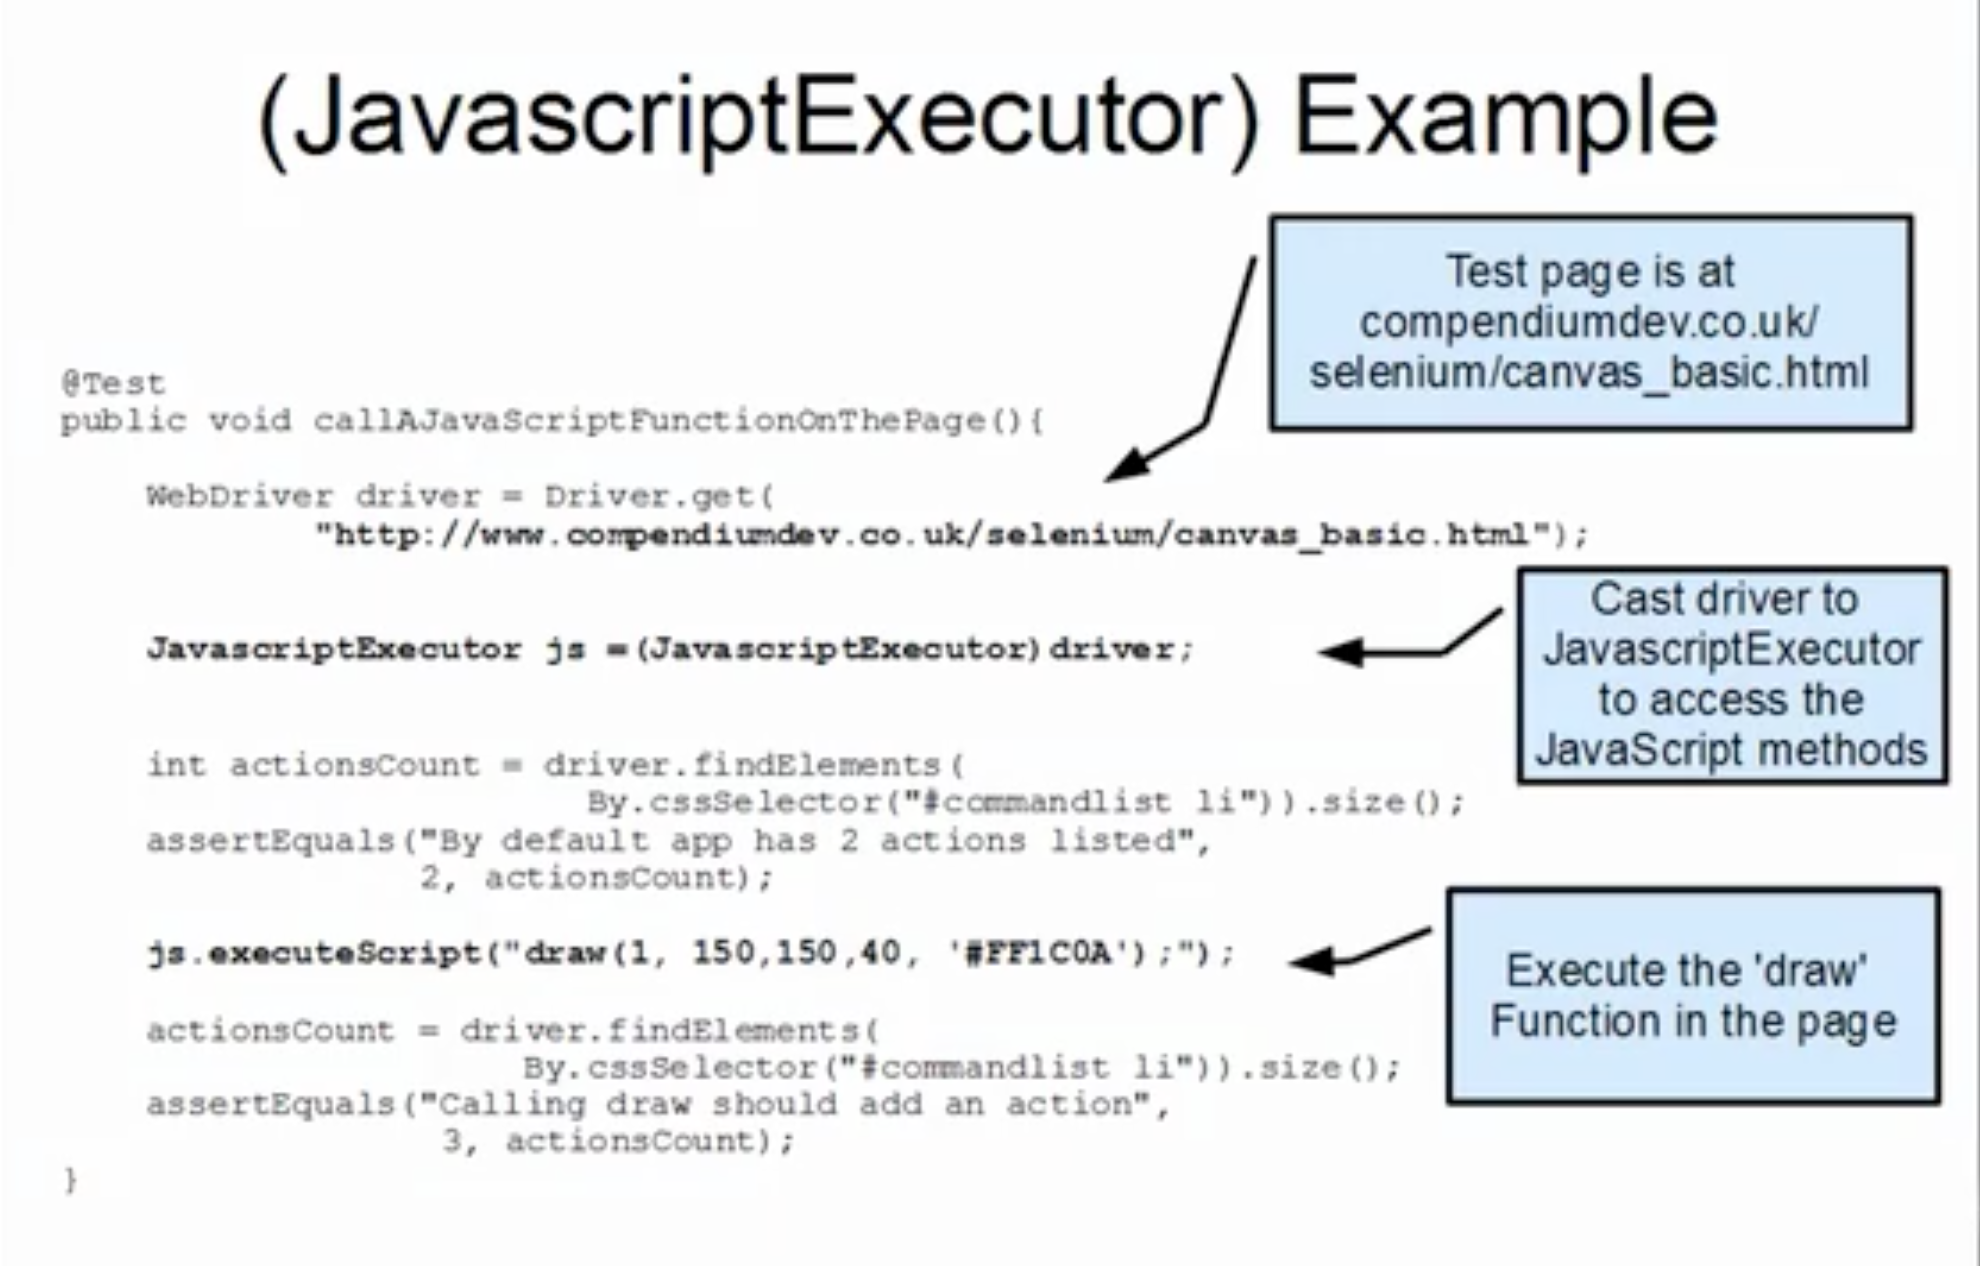 (JavascriptExecutor) Example
Test page is at
compendiumdev.co.uk/
selenium/canvas_basic.html
@Test
public void callAJavaScriptFunctionOnThePage(){
WebDriver driver = Driver.get(
"http://www.compendiumdev.co.uk/selenium/canvas_basic.html");
Cast driver to
JavascriptExecutor
to access the
JavaScript methods
JavascriptExecutor js =(JavascriptExecutor)driver;
int actionsCount = driver.findElements(
By.cssSelector("#commandlist li")).size();
assertEquals("By default app has 2 actions listed",
2, actionsCount);
js.executeScript("draw(1, 150,150,40, '#FF1C0A');");
Execute the 'draw'
Function in the page
actionsCount = driver.findElements(
By.cssSelector("#commandlist li")).size();
assertEquals("Calling draw should add an action",
3, actionsCount);
}